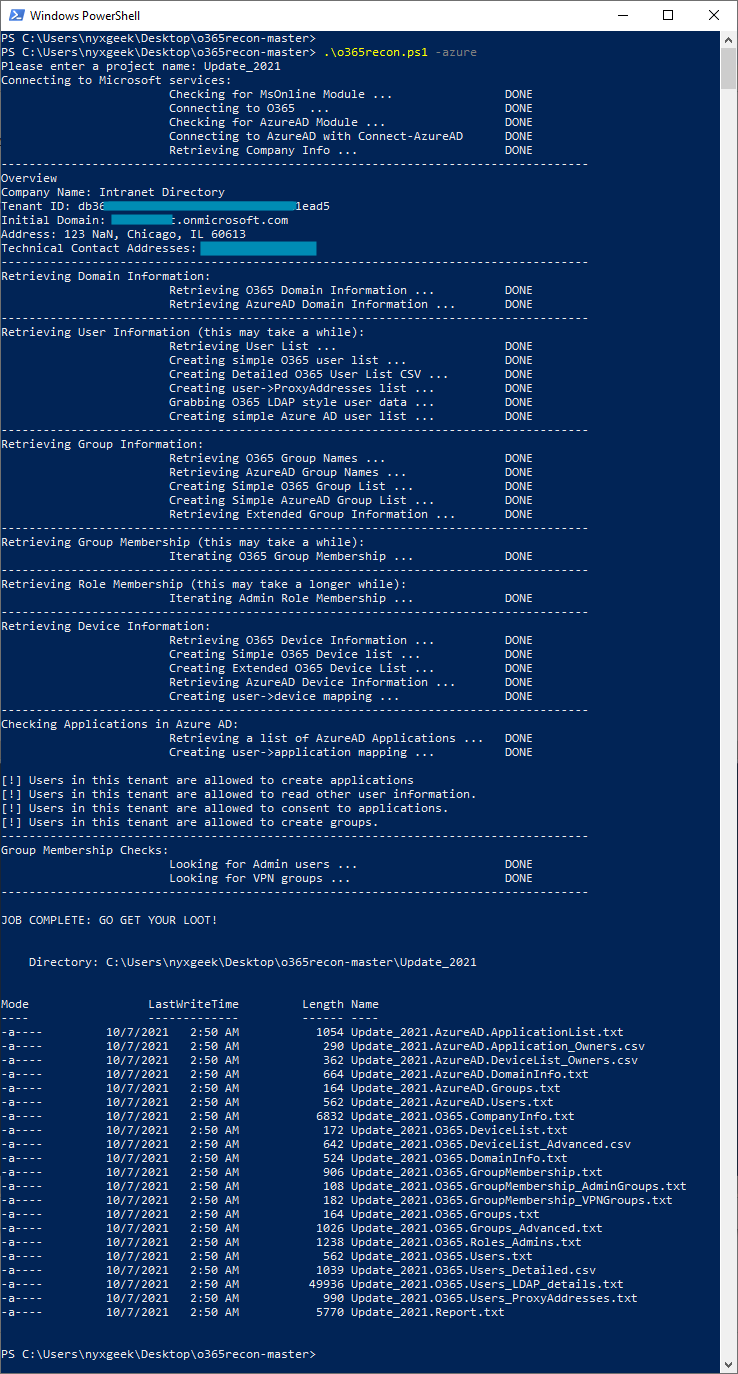 Windows PowerShell
PS C:\Users\nyxgeek\Desktop\o365recon-master>
PS C:\Users\nyxgeek\Desktop\o365recon-master> .\o365recon.ps1 -azure
Please enter a project name: Update_2021
Connecting to Microsoft services:
Checking for MsOnline Module ... DONE
Connecting to O365 ... DONE
Checking for AzureAD Module ... DONE
Connecting to AzureAD with Connect-AzureAD DONE
Retrieving Company Info ... DONE
------------------------------------------------------------------------------------
Overview
Company Name: Intranet Directory
Tenant ID: db36 1ead5
Initial Domain: .onmicrosoft.com
Address: 123 NaN, Chicago, IL 60613
Technical Contact Addresses:
------------------------------------------------------------------------------------
Retrieving Domain Information:
Retrieving O365 Domain Information ... DONE
Retrieving AzureAD Domain Information ... DONE
------------------------------------------------------------------------------------
Retrieving User Information (this may take a while):
Retrieving User List ... DONE
Creating simple O365 user list ... DONE
Creating Detailed O365 User List CSV ... DONE
Creating user->ProxyAddresses list ... DONE
Grabbing O365 LDAP style user data ... DONE
Creating simple Azure AD user list ... DONE
------------------------------------------------------------------------------------
Retrieving Group Information:
Retrieving O365 Group Names ... DONE
Retrieving AzureAD Group Names ... DONE
Creating Simple O365 Group List ... DONE
Creating Simple AzureAD Group List ... DONE
Retrieving Extended Group Information ... DONE
------------------------------------------------------------------------------------
Retrieving Group Membership (this may take a while):
Iterating O365 Group Membership ... DONE
------------------------------------------------------------------------------------
Retrieving Role Membership (this may take a longer while):
Iterating Admin Role Membership ... DONE
------------------------------------------------------------------------------------
Retrieving Device Information:
Retrieving O365 Device Information ... DONE
Creating Simple O365 Device list ... DONE
Creating Extended O365 Device List ... DONE
Retrieving AzureAD Device Information ... DONE
Creating user->device mapping ... DONE
------------------------------------------------------------------------------------
Checking Applications in Azure AD:
Retrieving a list of AzureAD Applications ... DONE
Creating user->application mapping ... DONE
[!] Users in this tenant are allowed to create applications
[!] Users in this tenant are allowed to read other user information.
[!] Users in this tenant are allowed to consent to applications.
[!] Users in this tenant are allowed to create groups.
------------------------------------------------------------------------------------
Group Membership Checks:
Looking for Admin users ... DONE
Looking for VPN groups ... DONE
------------------------------------------------------------------------------------
JOB COMPLETE: GO GET YOUR LOOT!
Directory: C:\Users\nyxgeek\Desktop\o365recon-master\Update_2021
Mode LastWriteTime Length Name
---- ------------- ------ ----
-a---- 10/7/2021 2:50 AM 1054 Update_2021.AzureAD.ApplicationList.txt
-a---- 10/7/2021 2:50 AM 290 Update_2021.AzureAD.Application_Owners.csv
-a---- 10/7/2021 2:50 AM 362 Update_2021.AzureAD.DeviceList_Owners.csv
-a---- 10/7/2021 2:50 AM 664 Update_2021.AzureAD.DomainInfo.txt
-a---- 10/7/2021 2:50 AM 164 Update_2021.AzureAD.Groups.txt
-a---- 10/7/2021 2:50 AM 562 Update_2021.AzureAD.Users.txt
-a---- 10/7/2021 2:50 AM 6832 Update_2021.O365.CompanyInfo.txt
-a---- 10/7/2021 2:50 AM 172 Update_2021.O365.DeviceList.txt
-a---- 10/7/2021 2:50 AM 642 Update_2021.O365.DeviceList_Advanced.csv
-a---- 10/7/2021 2:50 AM 524 Update_2021.O365.DomainInfo.txt
-a---- 10/7/2021 2:50 AM 906 Update_2021.O365.GroupMembership.txt
-a---- 10/7/2021 2:50 AM 108 Update_2021.O365.GroupMembership_AdminGroups.txt
-a---- 10/7/2021 2:50 AM 182 Update_2021.O365.GroupMembership_VPNGroups.txt
-a---- 10/7/2021 2:50 AM 164 Update_2021.O365.Groups.txt
-a---- 10/7/2021 2:50 AM 1026 Update_2021.O365.Groups_Advanced.txt
-a---- 10/7/2021 2:50 AM 1238 Update_2021.O365.Roles_Admins.txt
-a---- 10/7/2021 2:50 AM 562 Update_2021.O365.Users.txt
-a---- 10/7/2021 2:50 AM 1039 Update_2021.O365.Users_Detailed.csv
-a---- 10/7/2021 2:50 AM 49936 Update_2021.O365.Users_LDAP_details.txt
-a---- 10/7/2021 2:50 AM 990 Update_2021.O365.Users_ProxyAddresses.txt
-a---- 10/7/2021 2:50 AM 5770 Update_2021.Report.txt
PS C:\Users\nyxgeek\Desktop\o365recon-master>